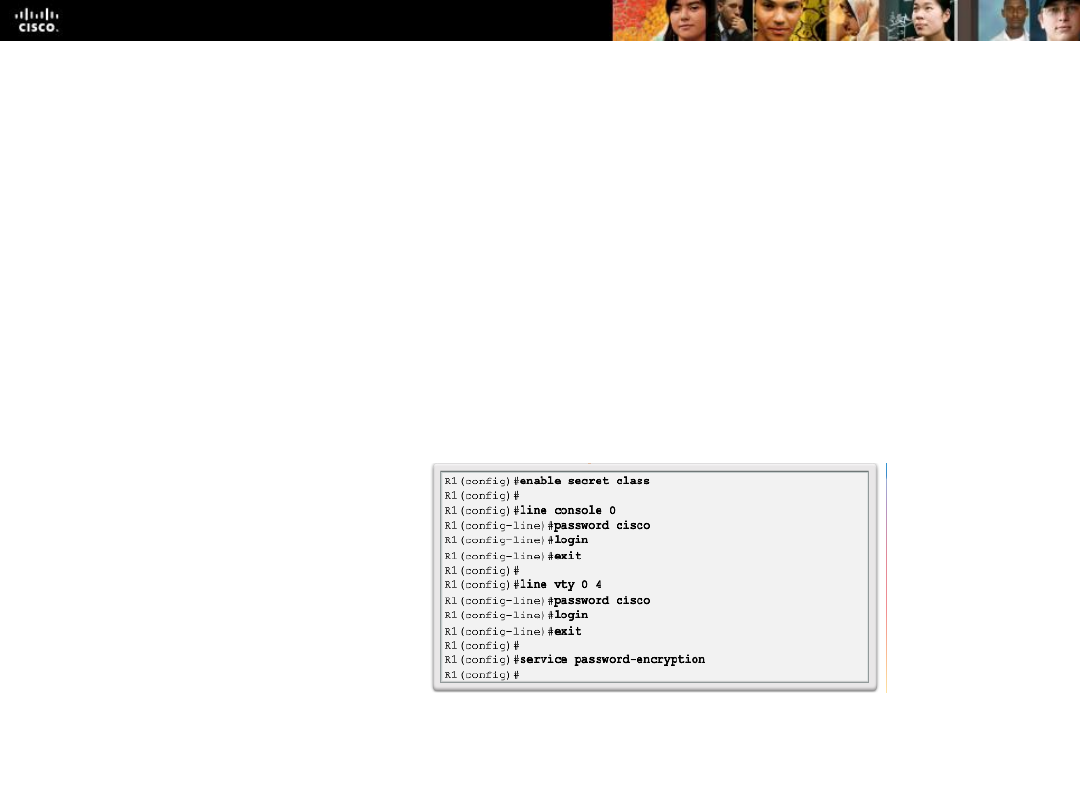 CISCO.
R1(config)#enable secret class
R1(config)#
R1(config)#line console 0
R1(config-line)#password cisco
R1(config-line)#login
R1(config-line)#exit
R1(config)#
R1(config)#line vty 0 4
R1(config-line)#password cisco
R1(config-line)#login
R1(config-line)#exit
R1(config)#
R1(config)#service password-encryption
R1(config)#